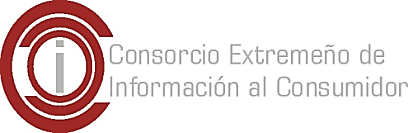 i
Consorcio Extremeño de
Información al Consumidor